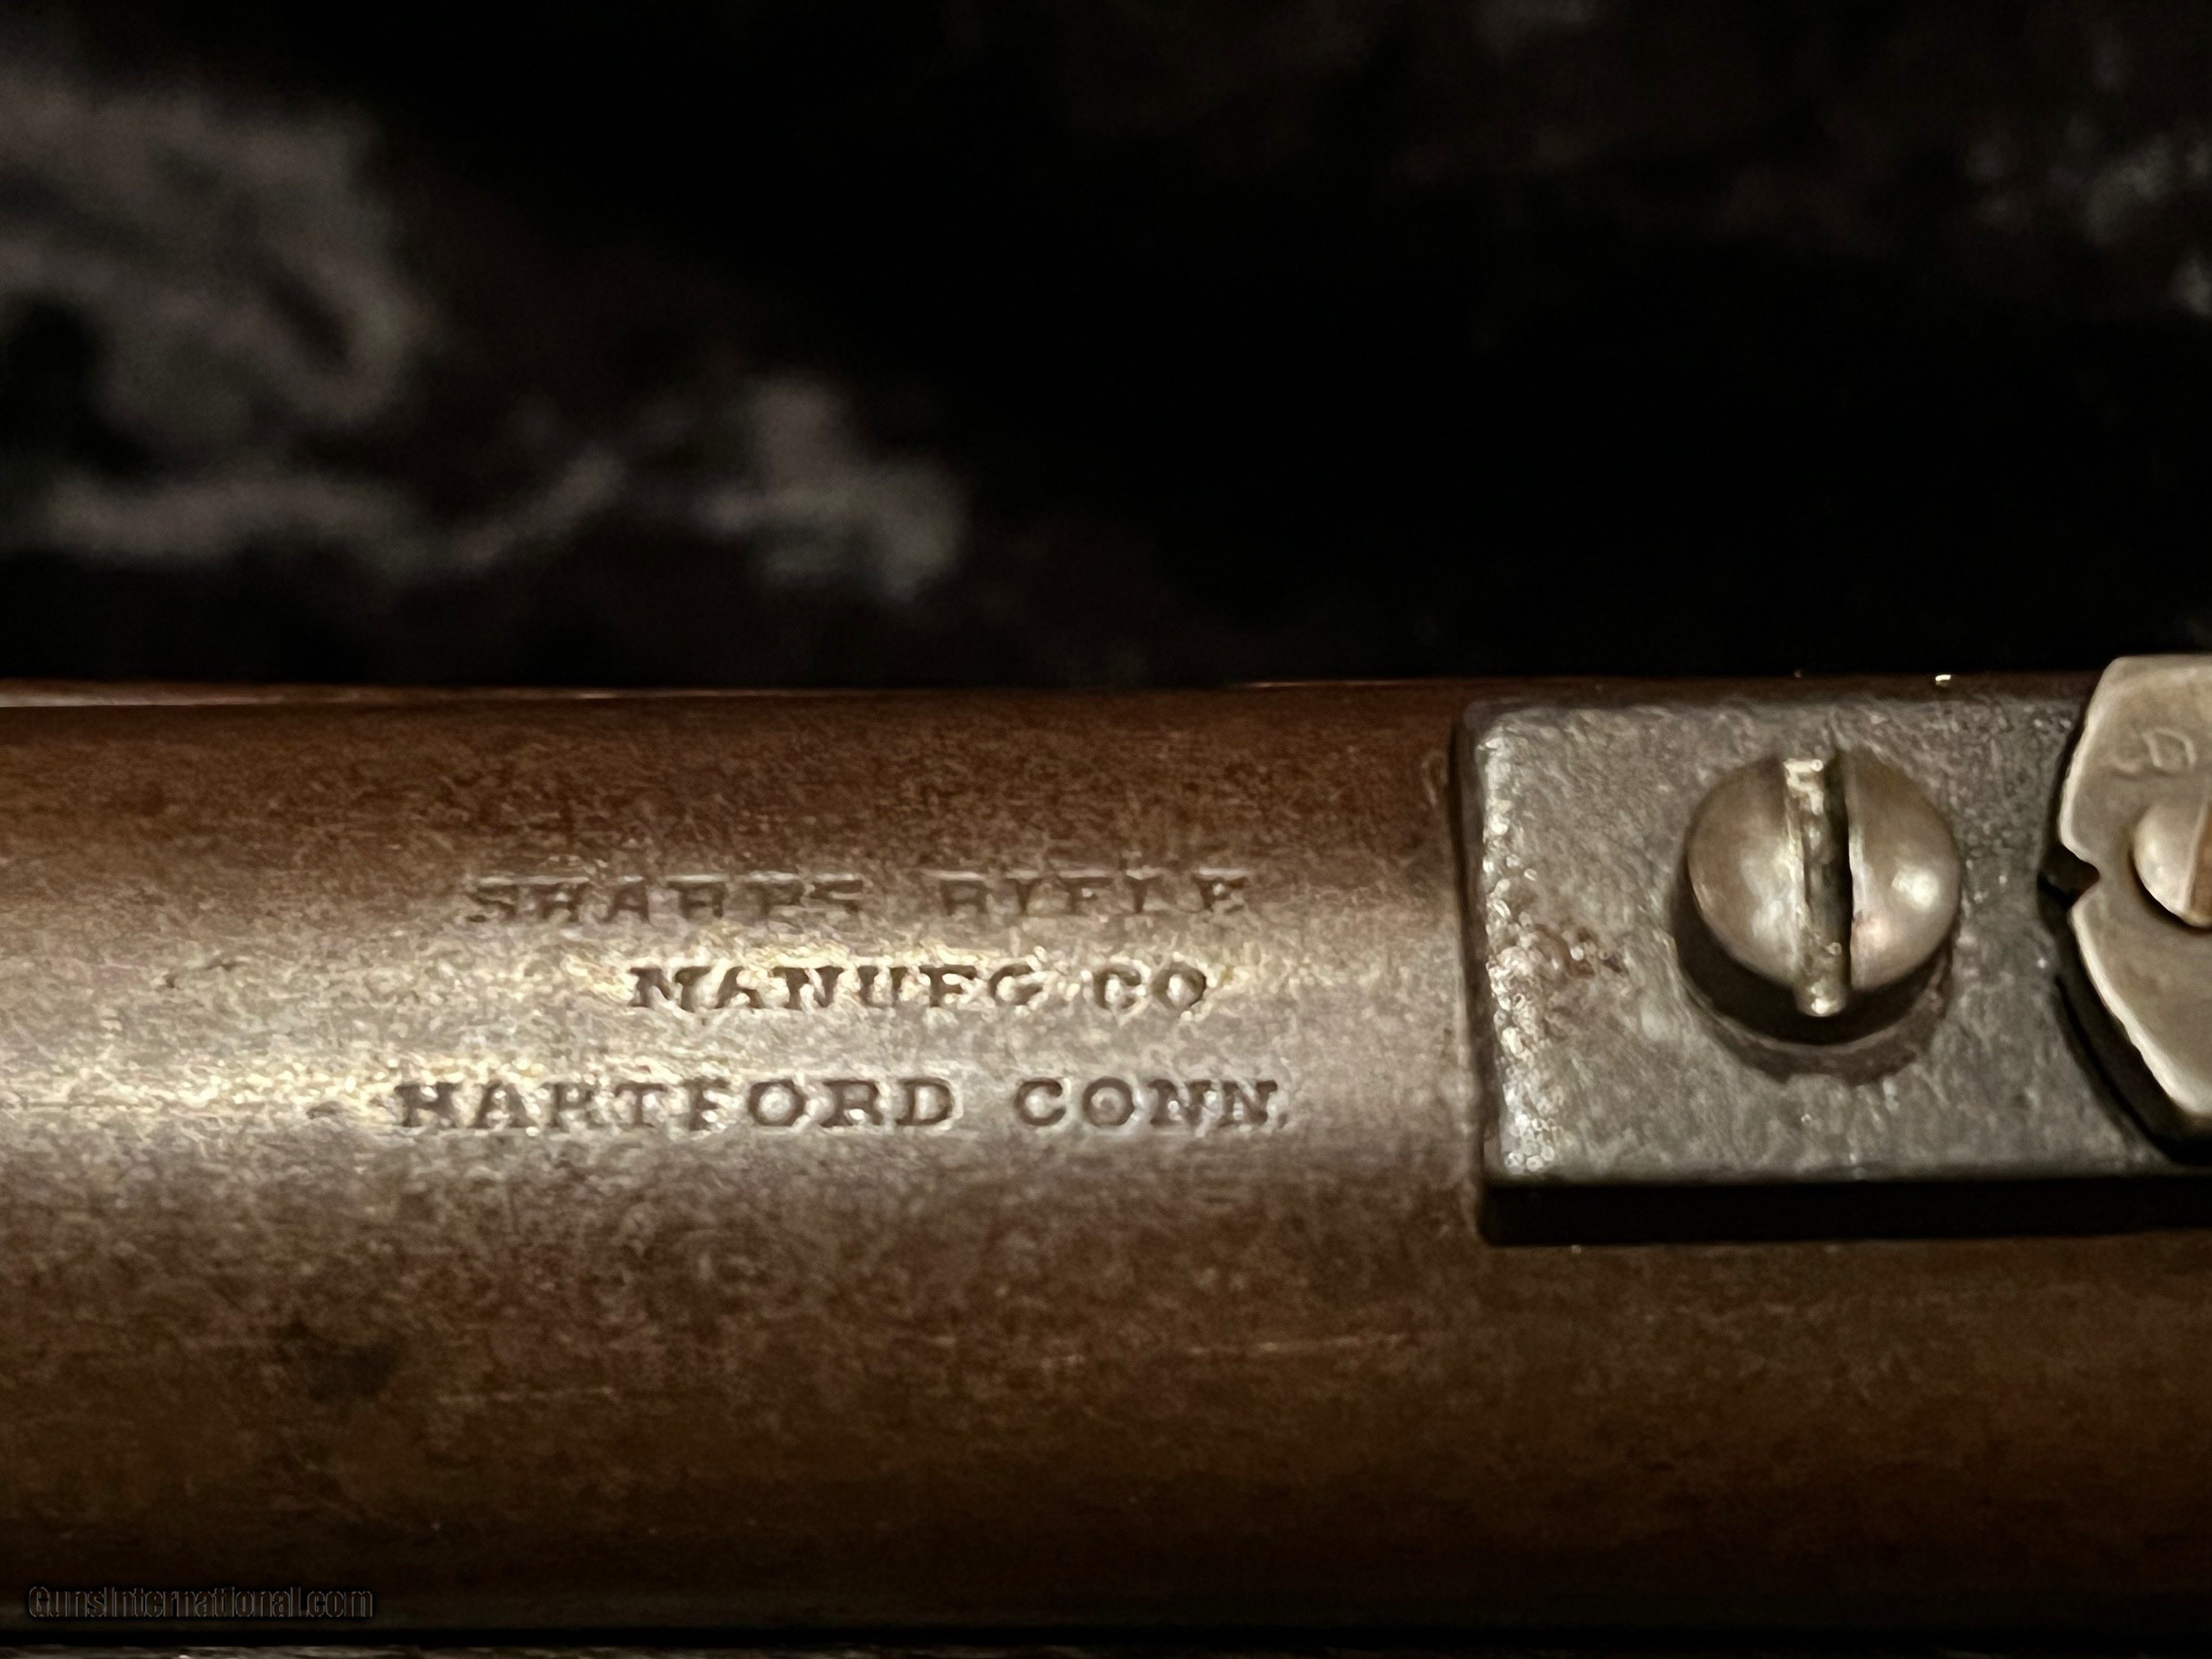 SHARPS RIFLE
MANUFG. CO
HARTFORD CONN.
GunsInternational.com